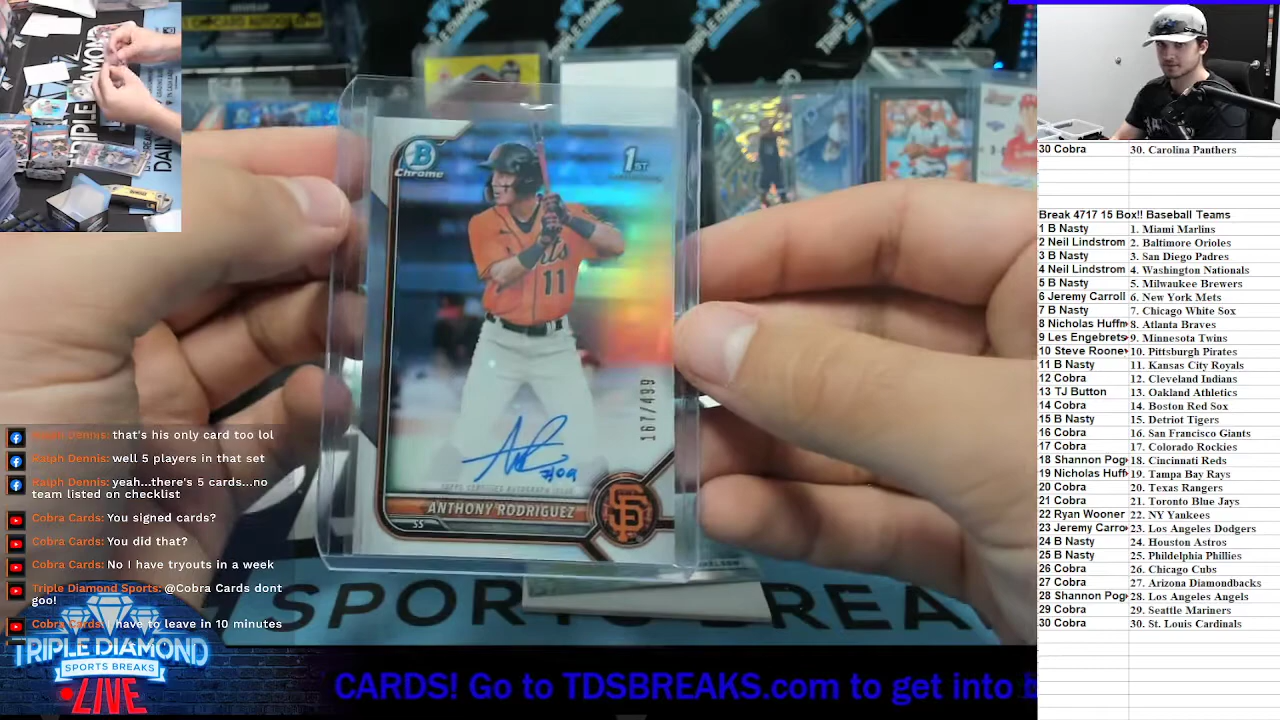 B
Chrome
1ST
11
167/499
TOPPS CERTIFIED AUTOGRAPH ISSUE
ANTHONY RODRIGUEZ
SS
SF
SPORTS BREAK
Ralph Dennis: that's his only card too lol
Ralph Dennis: well 5 players in that set
Ralph Dennis: yeah...there's 5 cards...no
team listed on checklist
Cobra Cards: You signed cards?
Cobra Cards: You did that?
Cobra Cards: No I have tryouts in a week
Triple Diamond Sports: @Cobra Cards dont
goo!
Cobra Cards: I have to leave in 10 minutes
TRIPLE DIAMOND
SPORTS BREAKS
LIVE
CARDS! Go to TDSBREAKS.com to get into b
30 Cobra 30. Carolina Panthers
Break 4717 15 Box!! Baseball Teams
1 B Nasty 1. Miami Marlins
2 Neil Lindstrom 2. Baltimore Orioles
3 B Nasty 3. San Diego Padres
4 Neil Lindstrom 4. Washington Nationals
5 B Nasty 5. Milwaukee Brewers
6 Jeremy Carroll 6. New York Mets
7 B Nasty 7. Chicago White Sox
8 Nicholas Huffm 8. Atlanta Braves
9 Les Engebrets 9. Minnesota Twins
10 Steve Roone 10. Pittsburgh Pirates
11 B Nasty 11. Kansas City Royals
12 Cobra 12. Cleveland Indians
13 TJ Button 13. Oakland Athletics
14 Cobra 14. Boston Red Sox
15 B Nasty 15. Detriot Tigers
16 Cobra 16. San Francisco Giants
17 Cobra 17. Colorado Rockies
18 Shannon Pog 18. Cincinnati Reds
19 Nicholas Huff 19. Tampa Bay Rays
20 Cobra 20. Texas Rangers
21 Cobra 21. Toronto Blue Jays
22 Ryan Wooner 22. NY Yankees
23 Jeremy Carro 23. Los Angeles Dodgers
24 B Nasty 24. Houston Astros
25 B Nasty 25. Philadelphia Phillies
26 Cobra 26. Chicago Cubs
27 Cobra 27. Arizona Diamondbacks
28 Shannon Pog 28. Los Angeles Angels
29 Cobra 29. Seattle Mariners
30 Cobra 30. St. Louis Cardinals